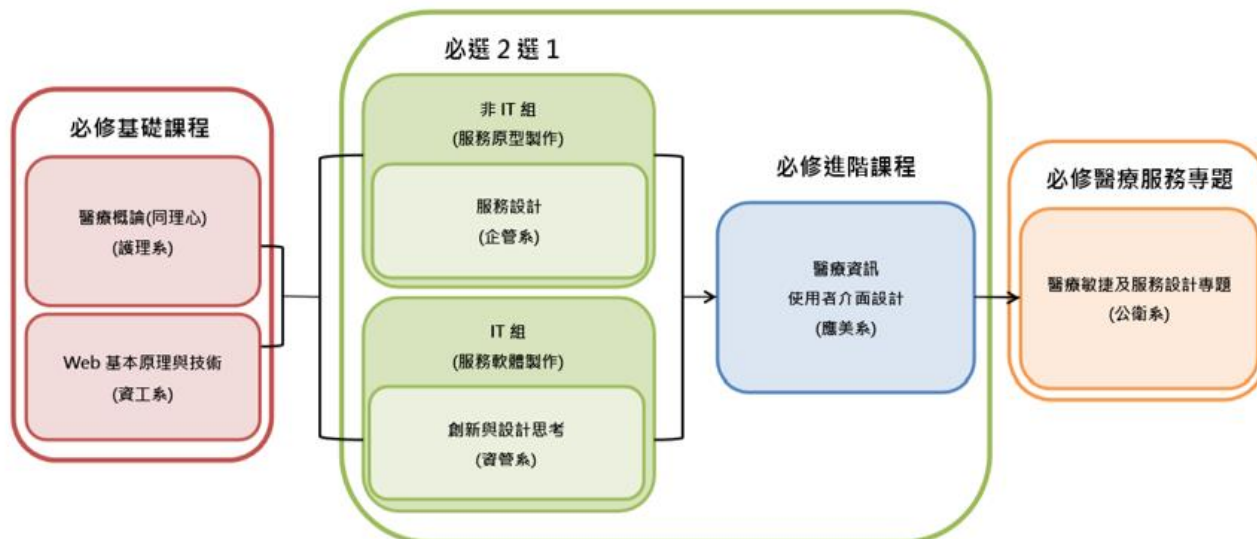 必修基礎課程
醫療概論(同理心)
(護理系)
Web 基本原理與技術
(資工系)
必選 2 選 1
非 IT 組
(服務原型製作)
服務設計
(企管系)
IT 組
(服務軟體製作)
創新與設計思考
(資管系)
必修進階課程
醫療資訊
使用者介面設計
(應美系)
必修醫療服務專題
醫療敏捷及服務設計專題
(公衛系)